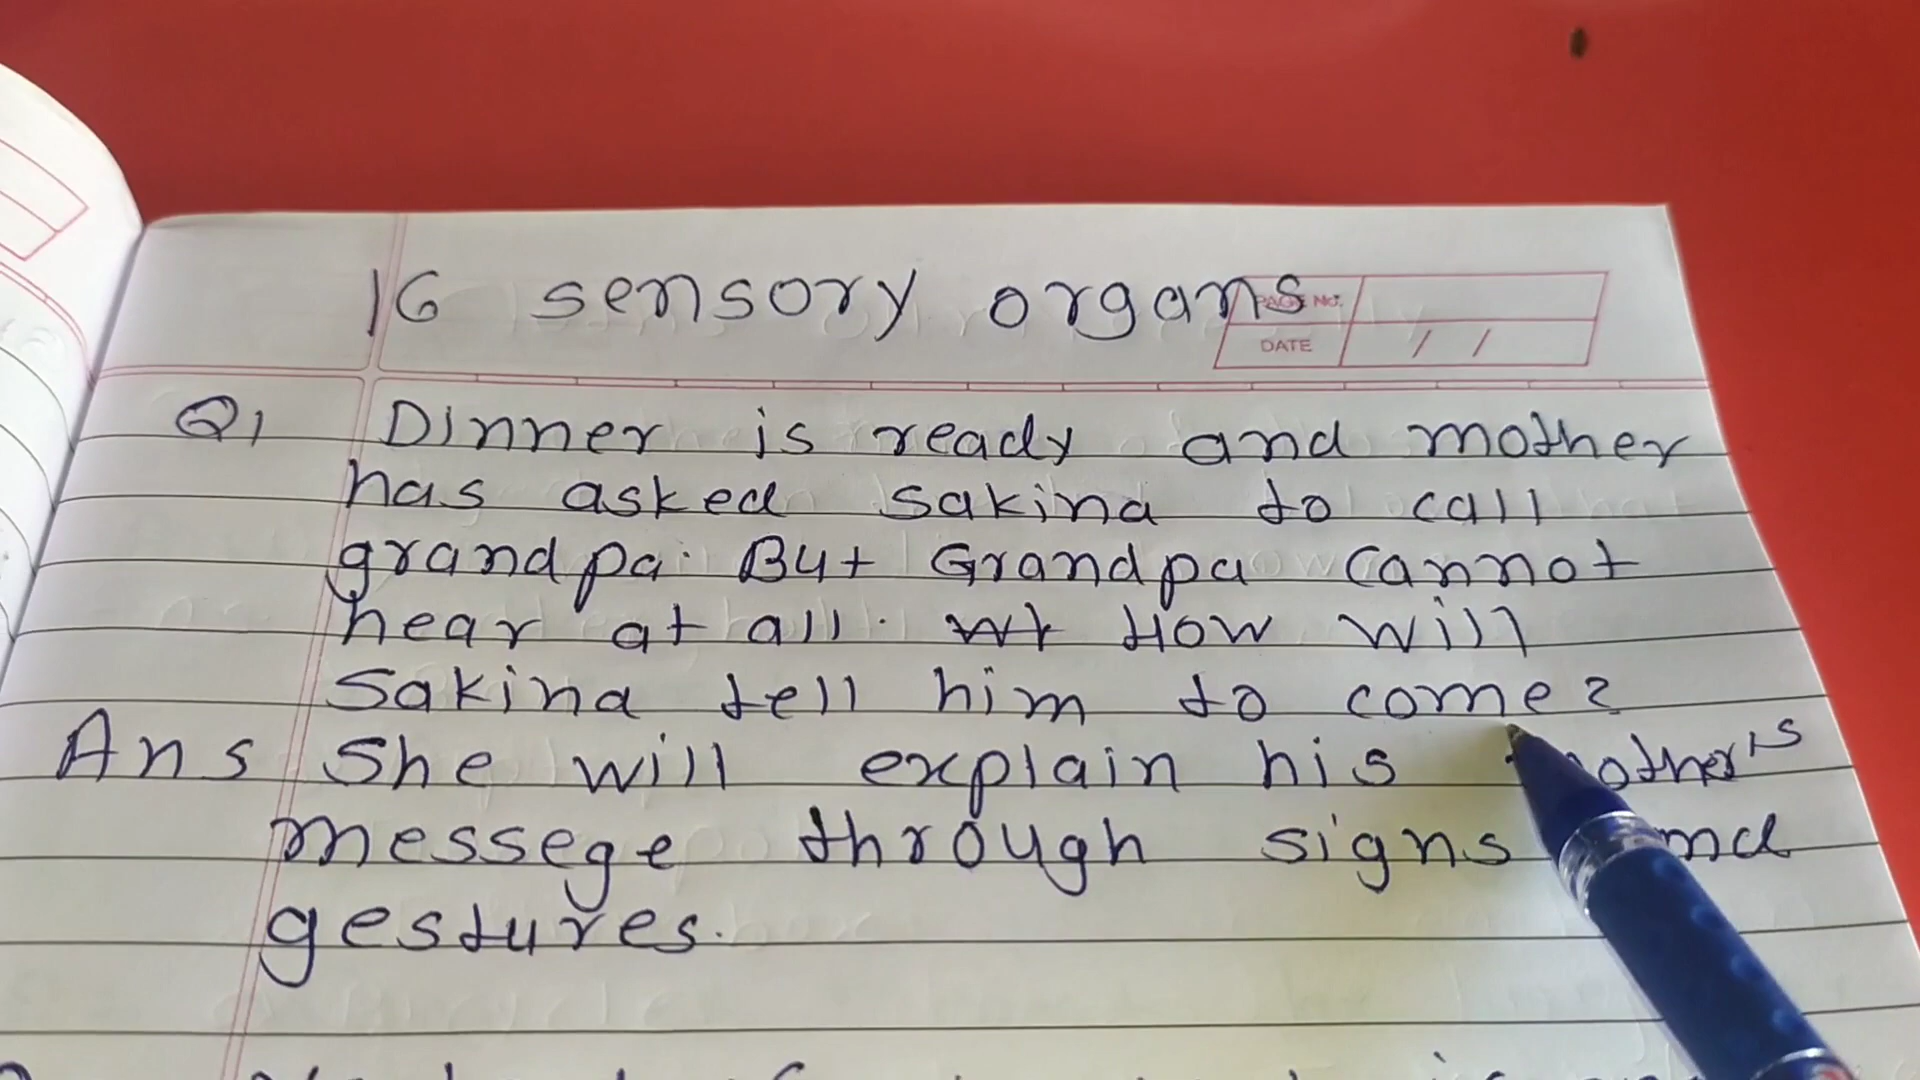 16 sensory organs
PAGE No.
DATE / /
Q1 Dinner is ready and mother
has asked sakina to call
grandpa. But Grandpa cannot
hear at all. How will
Sakina tell him to come?
Ans She will explain his mother's
messege through signs and
gestures.